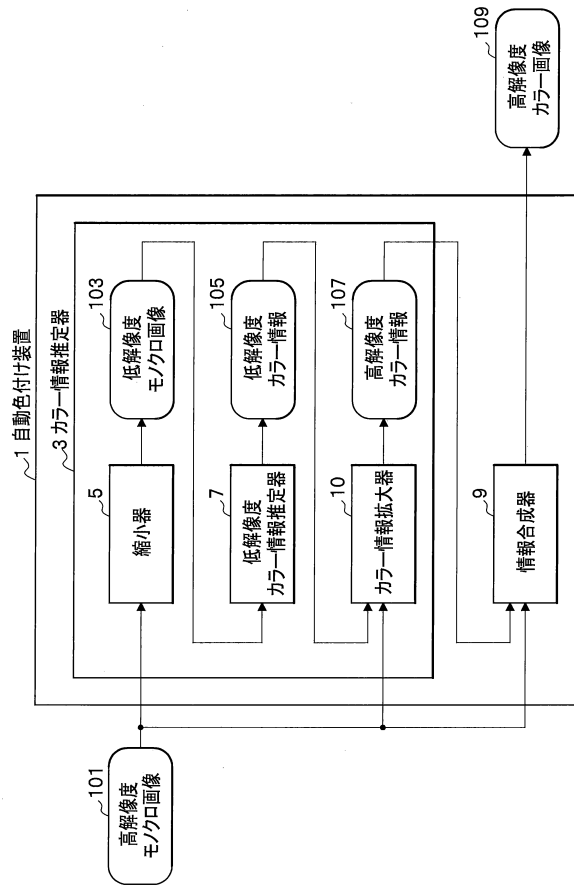 1 自動色付け装置
3 カラー情報推定器
101
高解像度
モノクロ画像
5
縮小器
103
低解像度
モノクロ画像
7
低解像度
カラー情報推定器
105
低解像度
カラー情報
10
カラー情報拡大器
107
高解像度
カラー情報
9
情報合成器
109
高解像度
カラー画像